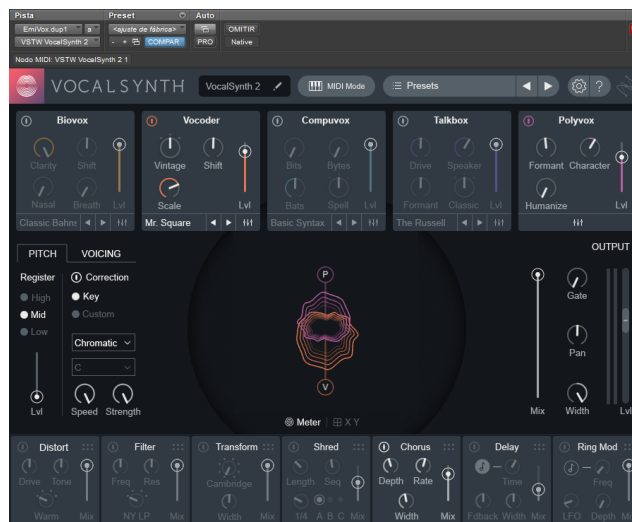 Pista Preset Auto
EmiVox.dup1 a <ajuste de fábrica> OMITIR
VSTW VocalSynth 2 - + COMPAR PRO Native
Nodo MIDI: VSTW VocalSynth 2 1
VOCALSYNTH VocalSynth 2 MIDI Mode Presets ?
Biovox Vocoder Compuvox Talkbox Polyvox
Clarity Shift Vintage Shift Bits Bytes Drive Speaker Formant Character
Nasal Breath Lvl Scale Lvl Bats Spell Lvl Formant Classic Lvl Humanize Lvl
Classic Bahns Mr. Square Basic Syntax The Russell
PITCH VOICING OUTPUT
Register Correction P
High Key Gate
Mid Custom
Low
Chromatic
C Pan
V
Lvl Speed Strength Mix Width Lvl
Meter X Y
Distort Filter Transform Shred Chorus Delay Ring Mod
Drive Tone Freq Res Cambridge Length Seq Depth Rate Time Freq
Warm Mix NY LP Mix Width Mix 1/4 A B C Mix Width Mix Fdback Width Mix LFO Depth Mix